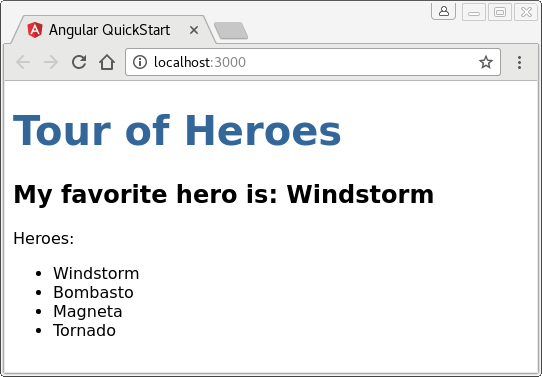 Angular QuickStart
localhost:3000
Tour of Heroes
My favorite hero is: Windstorm
Heroes:
Windstorm
Bombasto
Magneta
Tornado